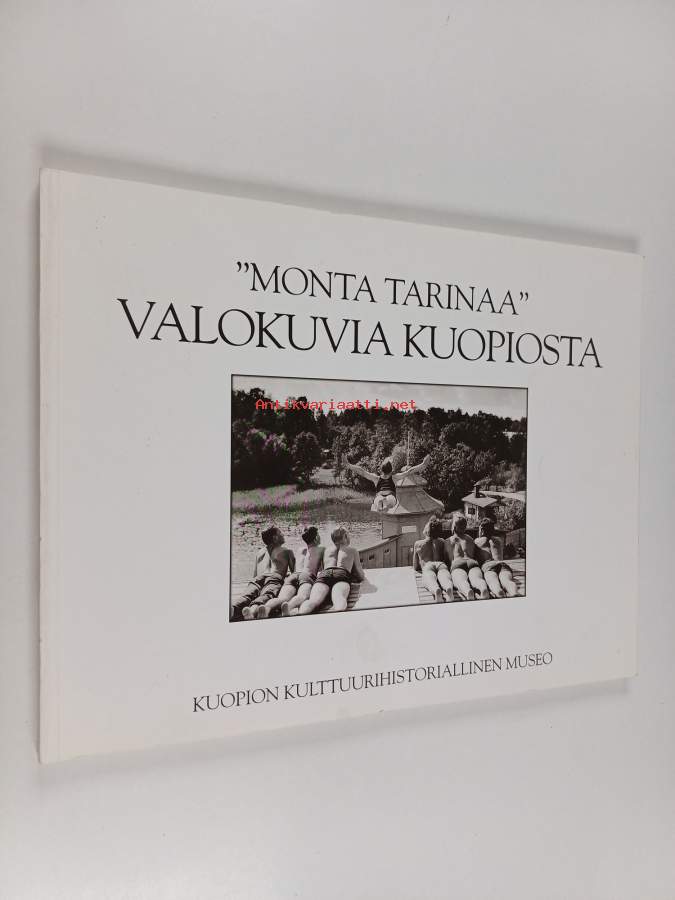 "MONTA TARINAA"
VALOKUVIA KUOPIOSTA
Antikvariaatti.net
KUOPION KULTTUURIHISTORIALLINEN MUSEO